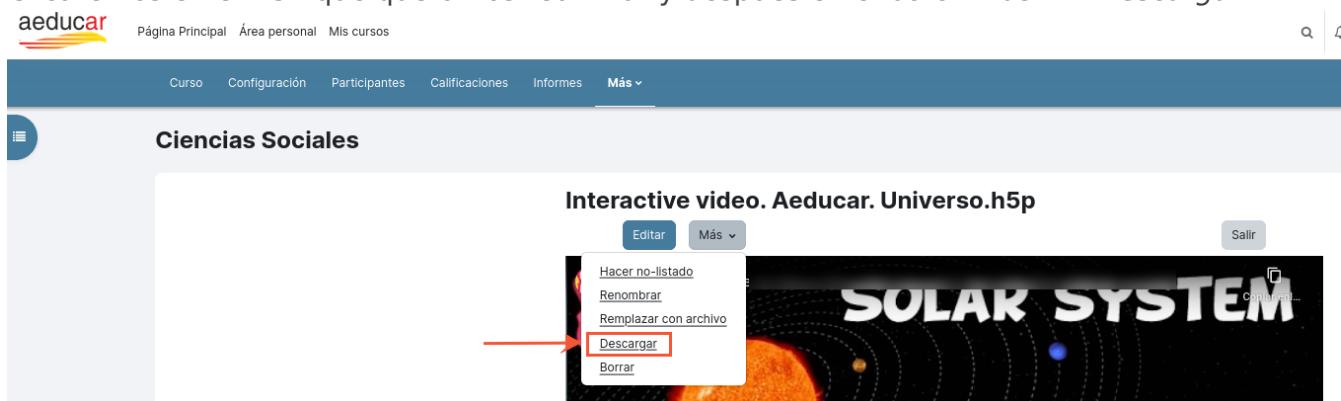 aeducar
Página Principal Área personal Mis cursos
Curso Configuración Participantes Calificaciones Informes Más
Ciencias Sociales
Interactive video. Aeducar. Universo.h5p
Editar Más Salir
Hacer no-listado
Renombrar
Remplazar con archivo
Descargar
Borrar
SOLAR SYSTEM